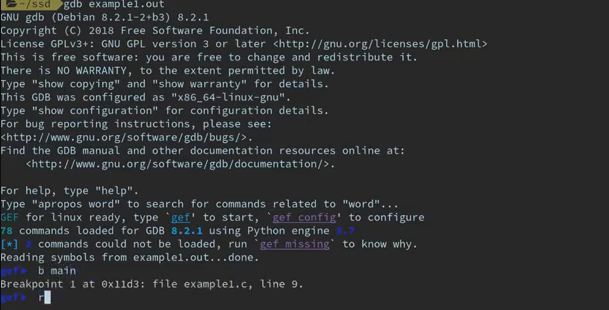 ~/ssd gdb example1.out
GNU gdb (Debian 8.2.1-2+b3) 8.2.1
Copyright (C) 2018 Free Software Foundation, Inc.
License GPLv3+: GNU GPL version 3 or later <http://gnu.org/licenses/gpl.html>
This is free software: you are free to change and redistribute it.
There is NO WARRANTY, to the extent permitted by law.
Type "show copying" and "show warranty" for details.
This GDB was configured as "x86_64-linux-gnu".
Type "show configuration" for configuration details.
For bug reporting instructions, please see:
<http://www.gnu.org/software/gdb/bugs/>.
Find the GDB manual and other documentation resources online at:
<http://www.gnu.org/software/gdb/documentation/>.
For help, type "help".
Type "apropos word" to search for commands related to "word"...
GEF for linux ready, type `gef' to start, `gef config' to configure
78 commands loaded for GDB 8.2.1 using Python engine 3.7
[*] 3 commands could not be loaded, run `gef missing` to know why.
Reading symbols from example1.out...done.
gef➤ b main
Breakpoint 1 at 0x11d3: file example1.c, line 9.
gef➤ r